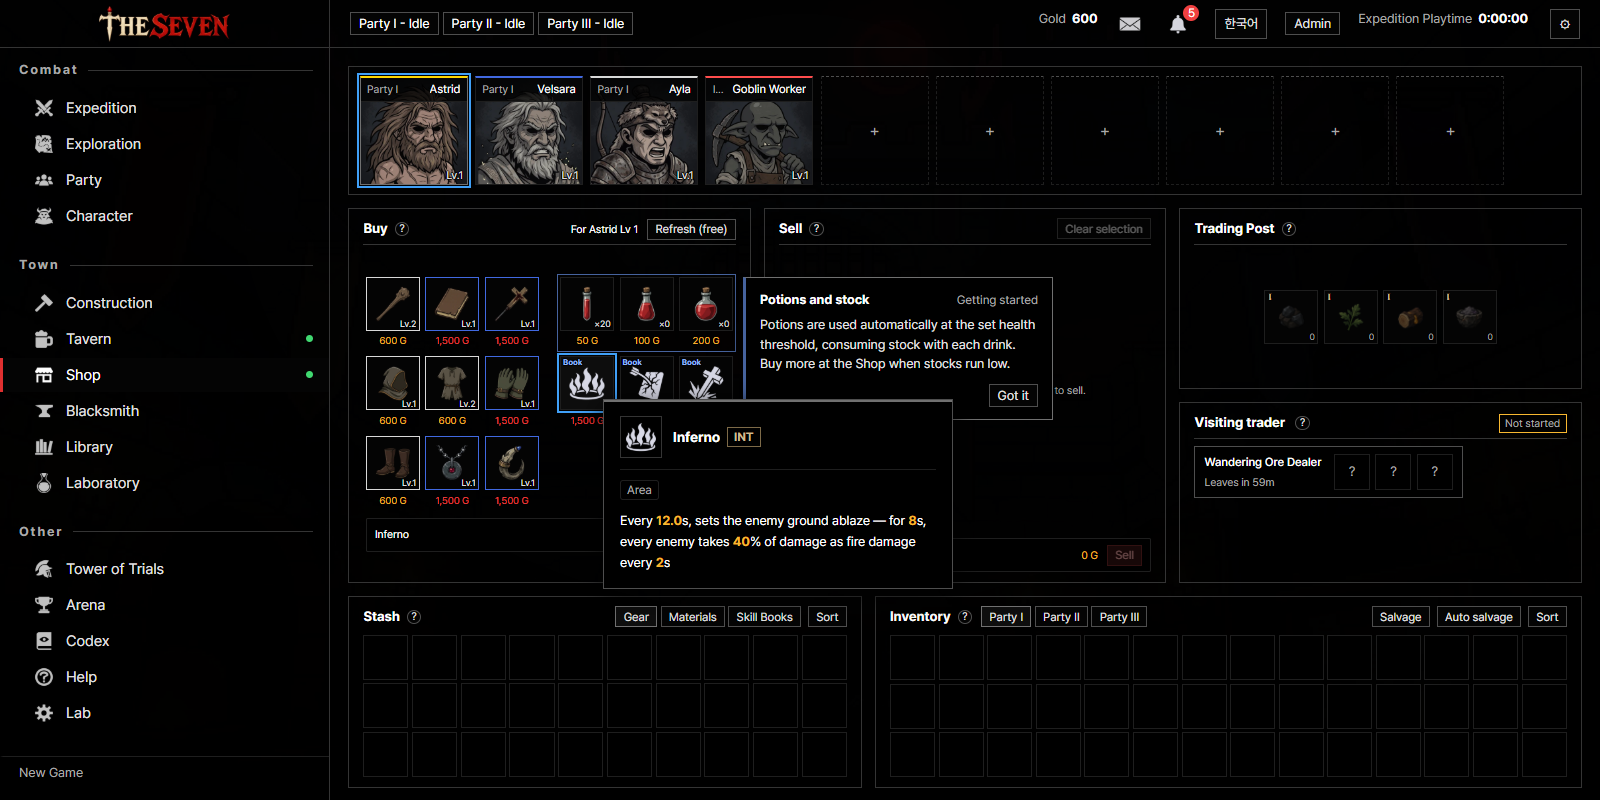 THE SEVEN
Party I - Idle
Party II - Idle
Party III - Idle
Gold 600
5
한국어
Admin
Expedition Playtime 0:00:00
Combat
Expedition
Exploration
Party
Character
Town
Construction
Tavern
Shop
Blacksmith
Library
Laboratory
Other
Tower of Trials
Arena
Codex
Help
Lab
New Game
Party I Astrid
Lv.1
Party I Velsara
Lv.1
Party I Ayla
Lv.1
I... Goblin Worker
Lv.1
+ + + + + +
Buy ?
For Astrid Lv 1
Refresh (free)
Lv.2 Lv.1 Lv.1
600 G 1,500 G 1,500 G
×20 ×0 ×0
50 G 100 G 200 G
Lv.1 Lv.2 Lv.1
600 G 600 G 1,500 G
Book Book Book
1,500 G
Lv.1 Lv.1 Lv.1
600 G 1,500 G 1,500 G
Inferno
Sell ?
Clear selection
Potions and stock
Getting started
Potions are used automatically at the set health
threshold, consuming stock with each drink.
Buy more at the Shop when stocks run low.
Got it
to sell.
Inferno INT
Area
Every 12.0s, sets the enemy ground ablaze — for 8s,
every enemy takes 40% of damage as fire damage
every 2s
0 G
Sell
Trading Post ?
I I I I
0 0 0 0
Visiting trader ?
Not started
Wandering Ore Dealer
Leaves in 59m
? ? ?
Stash ?
Gear
Materials
Skill Books
Sort
Inventory ?
Party I
Party II
Party III
Salvage
Auto salvage
Sort